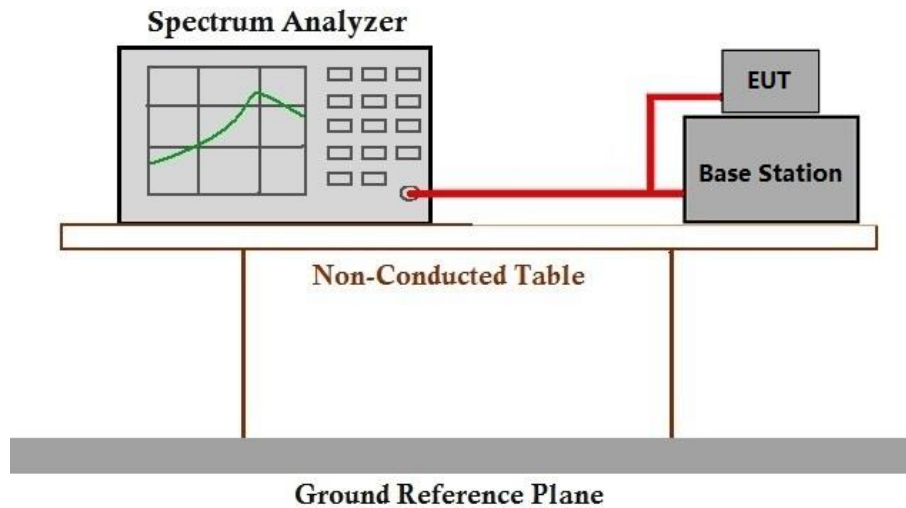 Spectrum Analyzer
EUT
Base Station
Non-Conducted Table
Ground Reference Plane